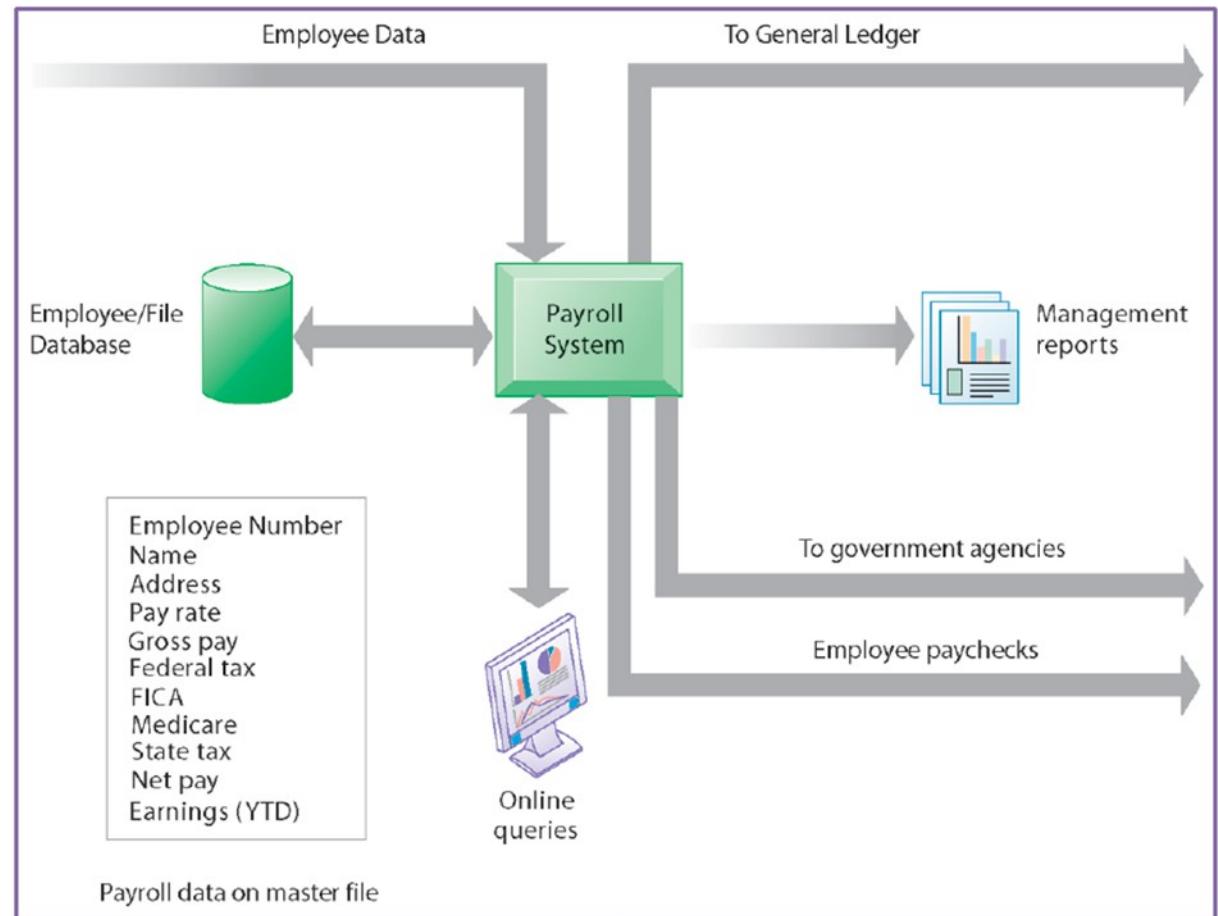 Employee Data
To General Ledger
Employee/File
Database
Payroll
System
Management
reports
Employee Number
Name
Address
Pay rate
Gross pay
Federal tax
FICA
Medicare
State tax
Net pay
Earnings (YTD)
To government agencies
Employee paychecks
Online
queries
Payroll data on master file